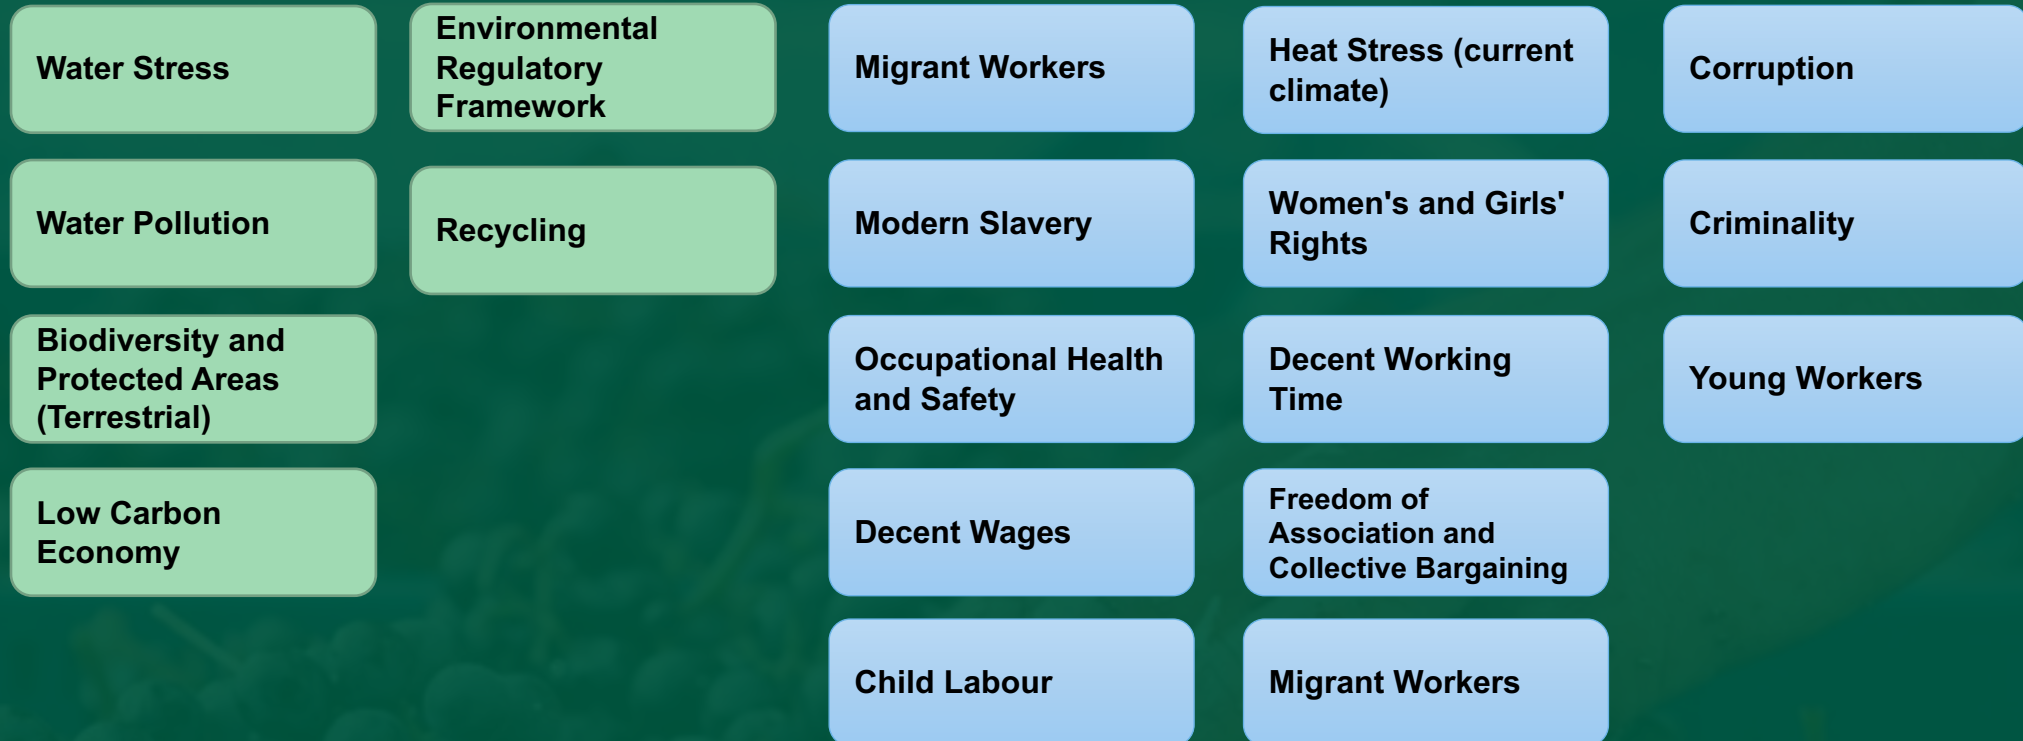 Water Stress
Water Pollution
Biodiversity and
Protected Areas
(Terrestrial)
Low Carbon
Economy
Environmental
Regulatory
Framework
Recycling
Migrant Workers
Modern Slavery
Occupational Health
and Safety
Decent Wages
Child Labour
Heat Stress (current
climate)
Women's and Girls'
Rights
Decent Working
Time
Freedom of
Association and
Collective Bargaining
Migrant Workers
Corruption
Criminality
Young Workers